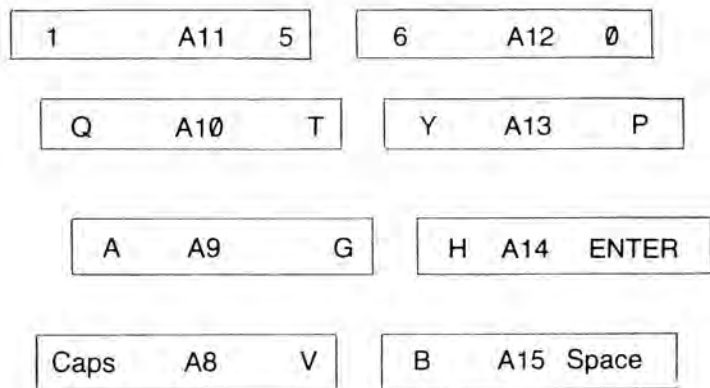 1 A11 5 6 A12 0
Q A10 T Y A13 P
A A9 G H A14 ENTER
Caps A8 V B A15 Space